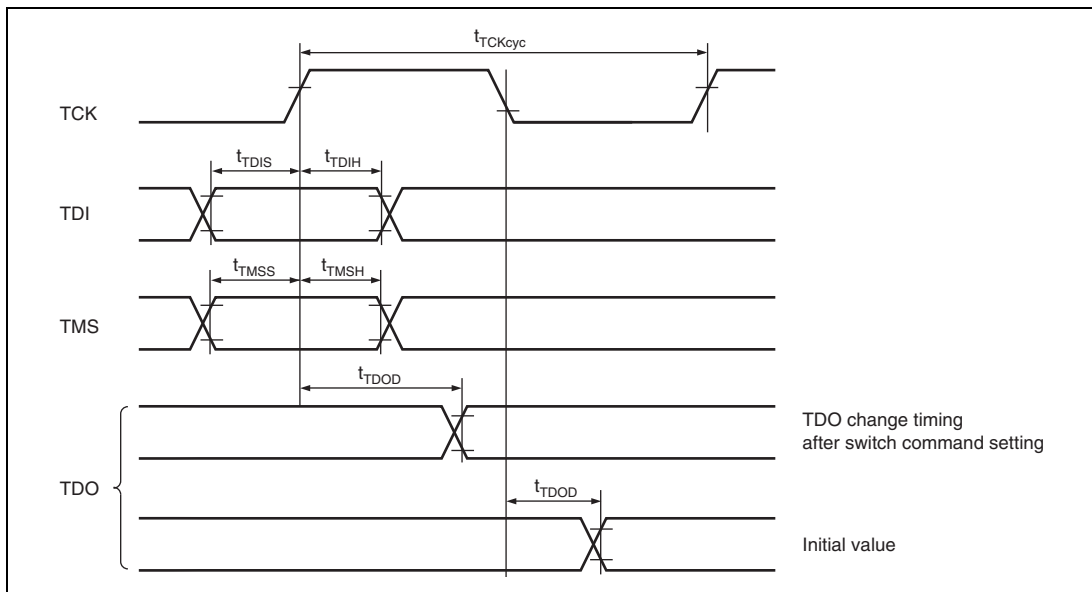 tTCKcyc
TCK
tTDIS
tTDIH
TDI
tTMSS
tTMSH
TMS
tTDOD
TDO change timing
after switch command setting
TDO
tTDOD
Initial value